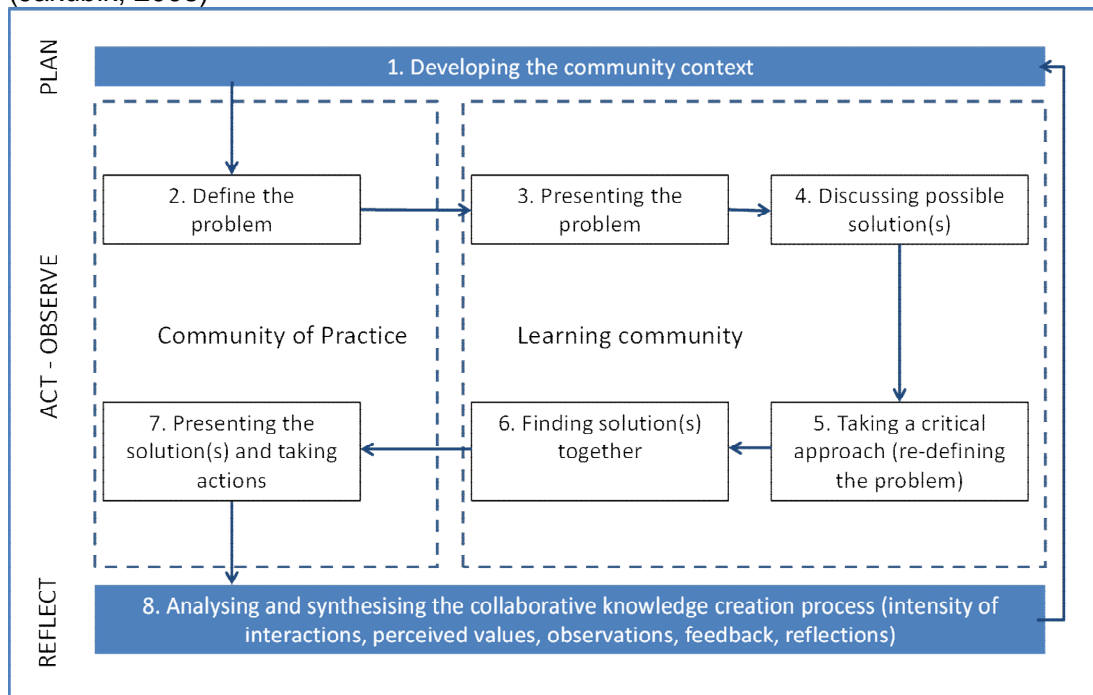 PLAN
1. Developing the community context
2. Define the
problem
3. Presenting the
problem
4. Discussing possible
solution(s)
ACT - OBSERVE
Community of Practice
Learning community
7. Presenting the
solution(s) and taking
actions
6. Finding solution(s)
together
5. Taking a critical
approach (re-defining
the problem)
REFLECT
8. Analysing and synthesising the collaborative knowledge creation process (intensity of
interactions, perceived values, observations, feedback, reflections)